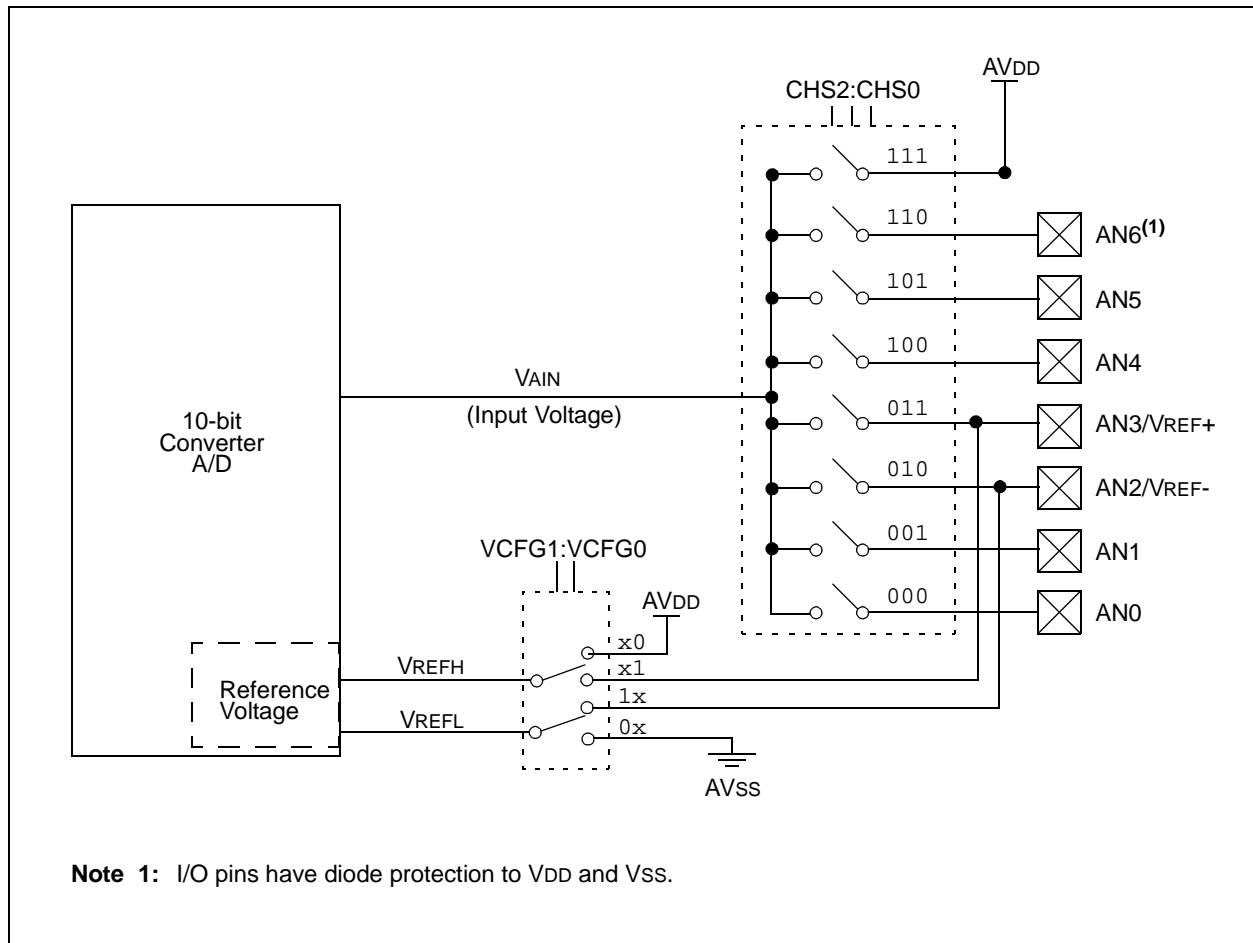 AVDD
CHS2:CHS0
111
110
AN6(1)
101
AN5
100
AN4
VAIN
(Input Voltage)
011
AN3/VREF+
10-bit
Converter
A/D
010
AN2/VREF-
001
AN1
VCFG1:VCFG0
000
AN0
AVDD
x0
VREFH
x1
Reference
Voltage
1x
VREFL
0x
AVSS
Note 1: I/O pins have diode protection to VDD and VSS.